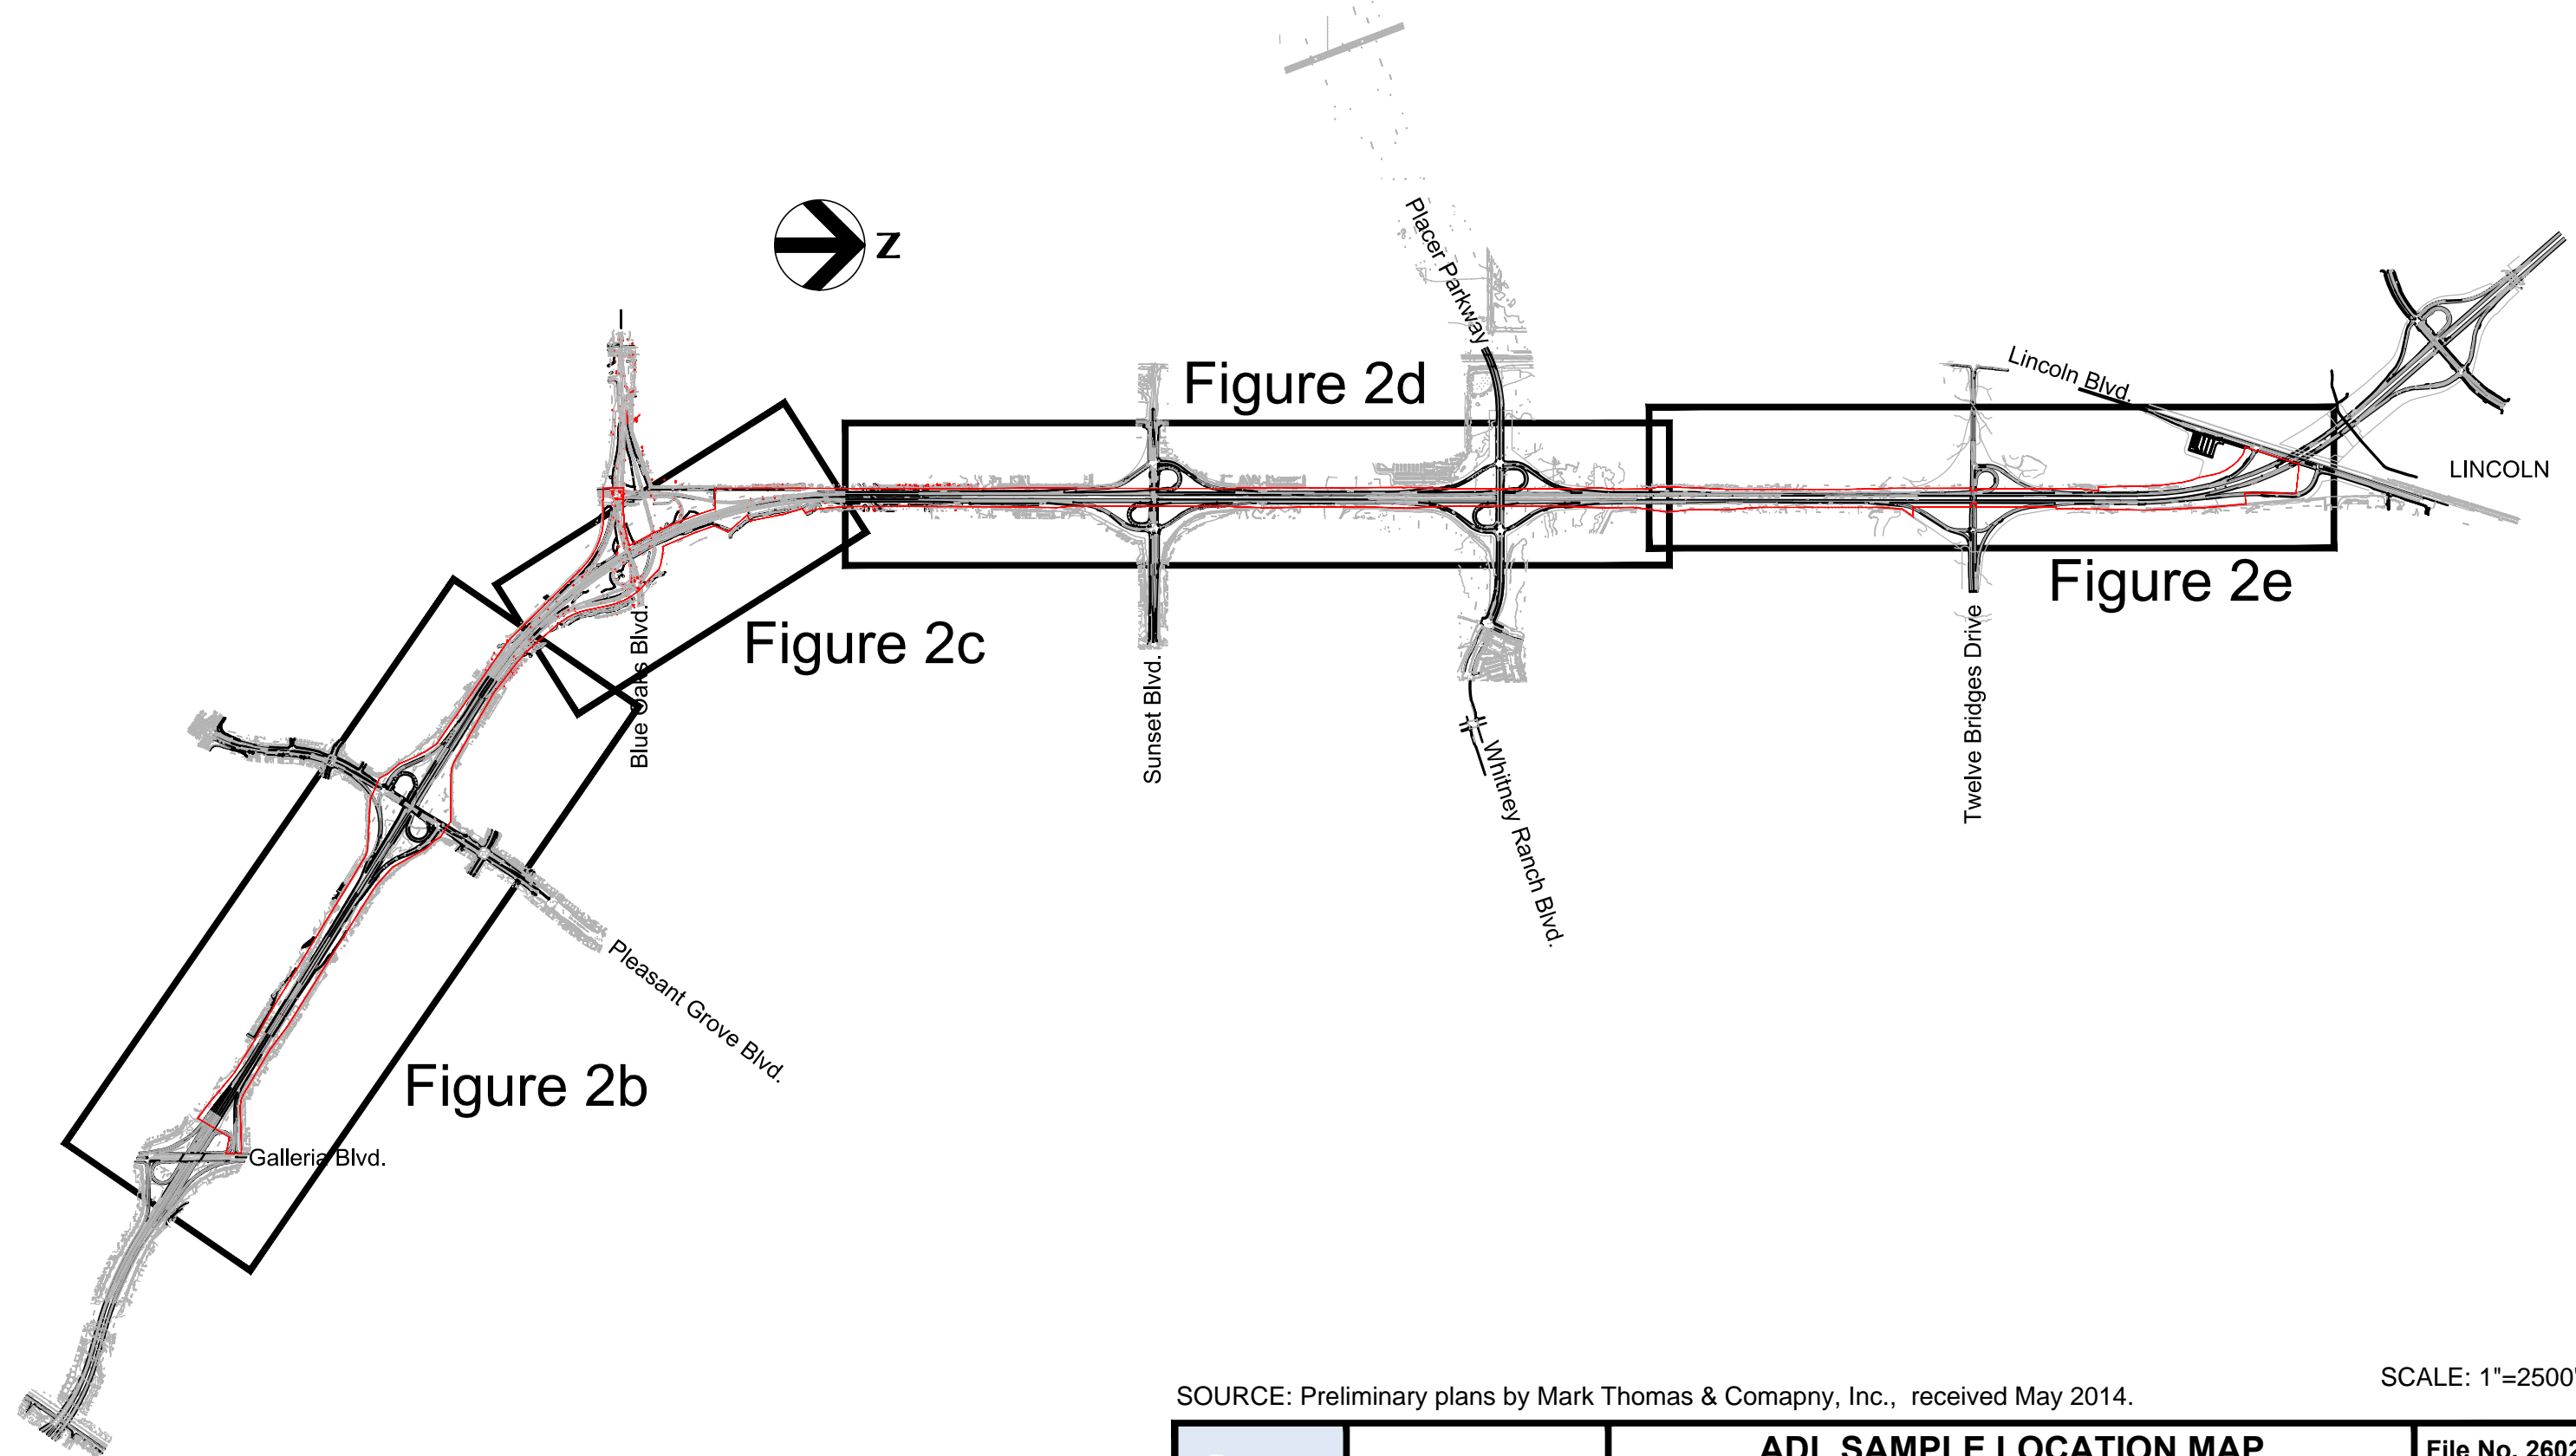 Placer Parkway
Z
Figure 2d
Lincoln Blvd.
LINCOLN
Figure 2e
Figure 2c
Blue Oaks Blvd.
Sunset Blvd.
Twelve Bridges Drive
Whitney Ranch Blvd.
Pleasant Grove Blvd.
Figure 2b
Galleria Blvd.
SCALE: 1"=2500'
SOURCE: Preliminary plans by Mark Thomas & Comapny, Inc., received May 2014.
ADL SAMPLE LOCATION MAP
File No. 2602